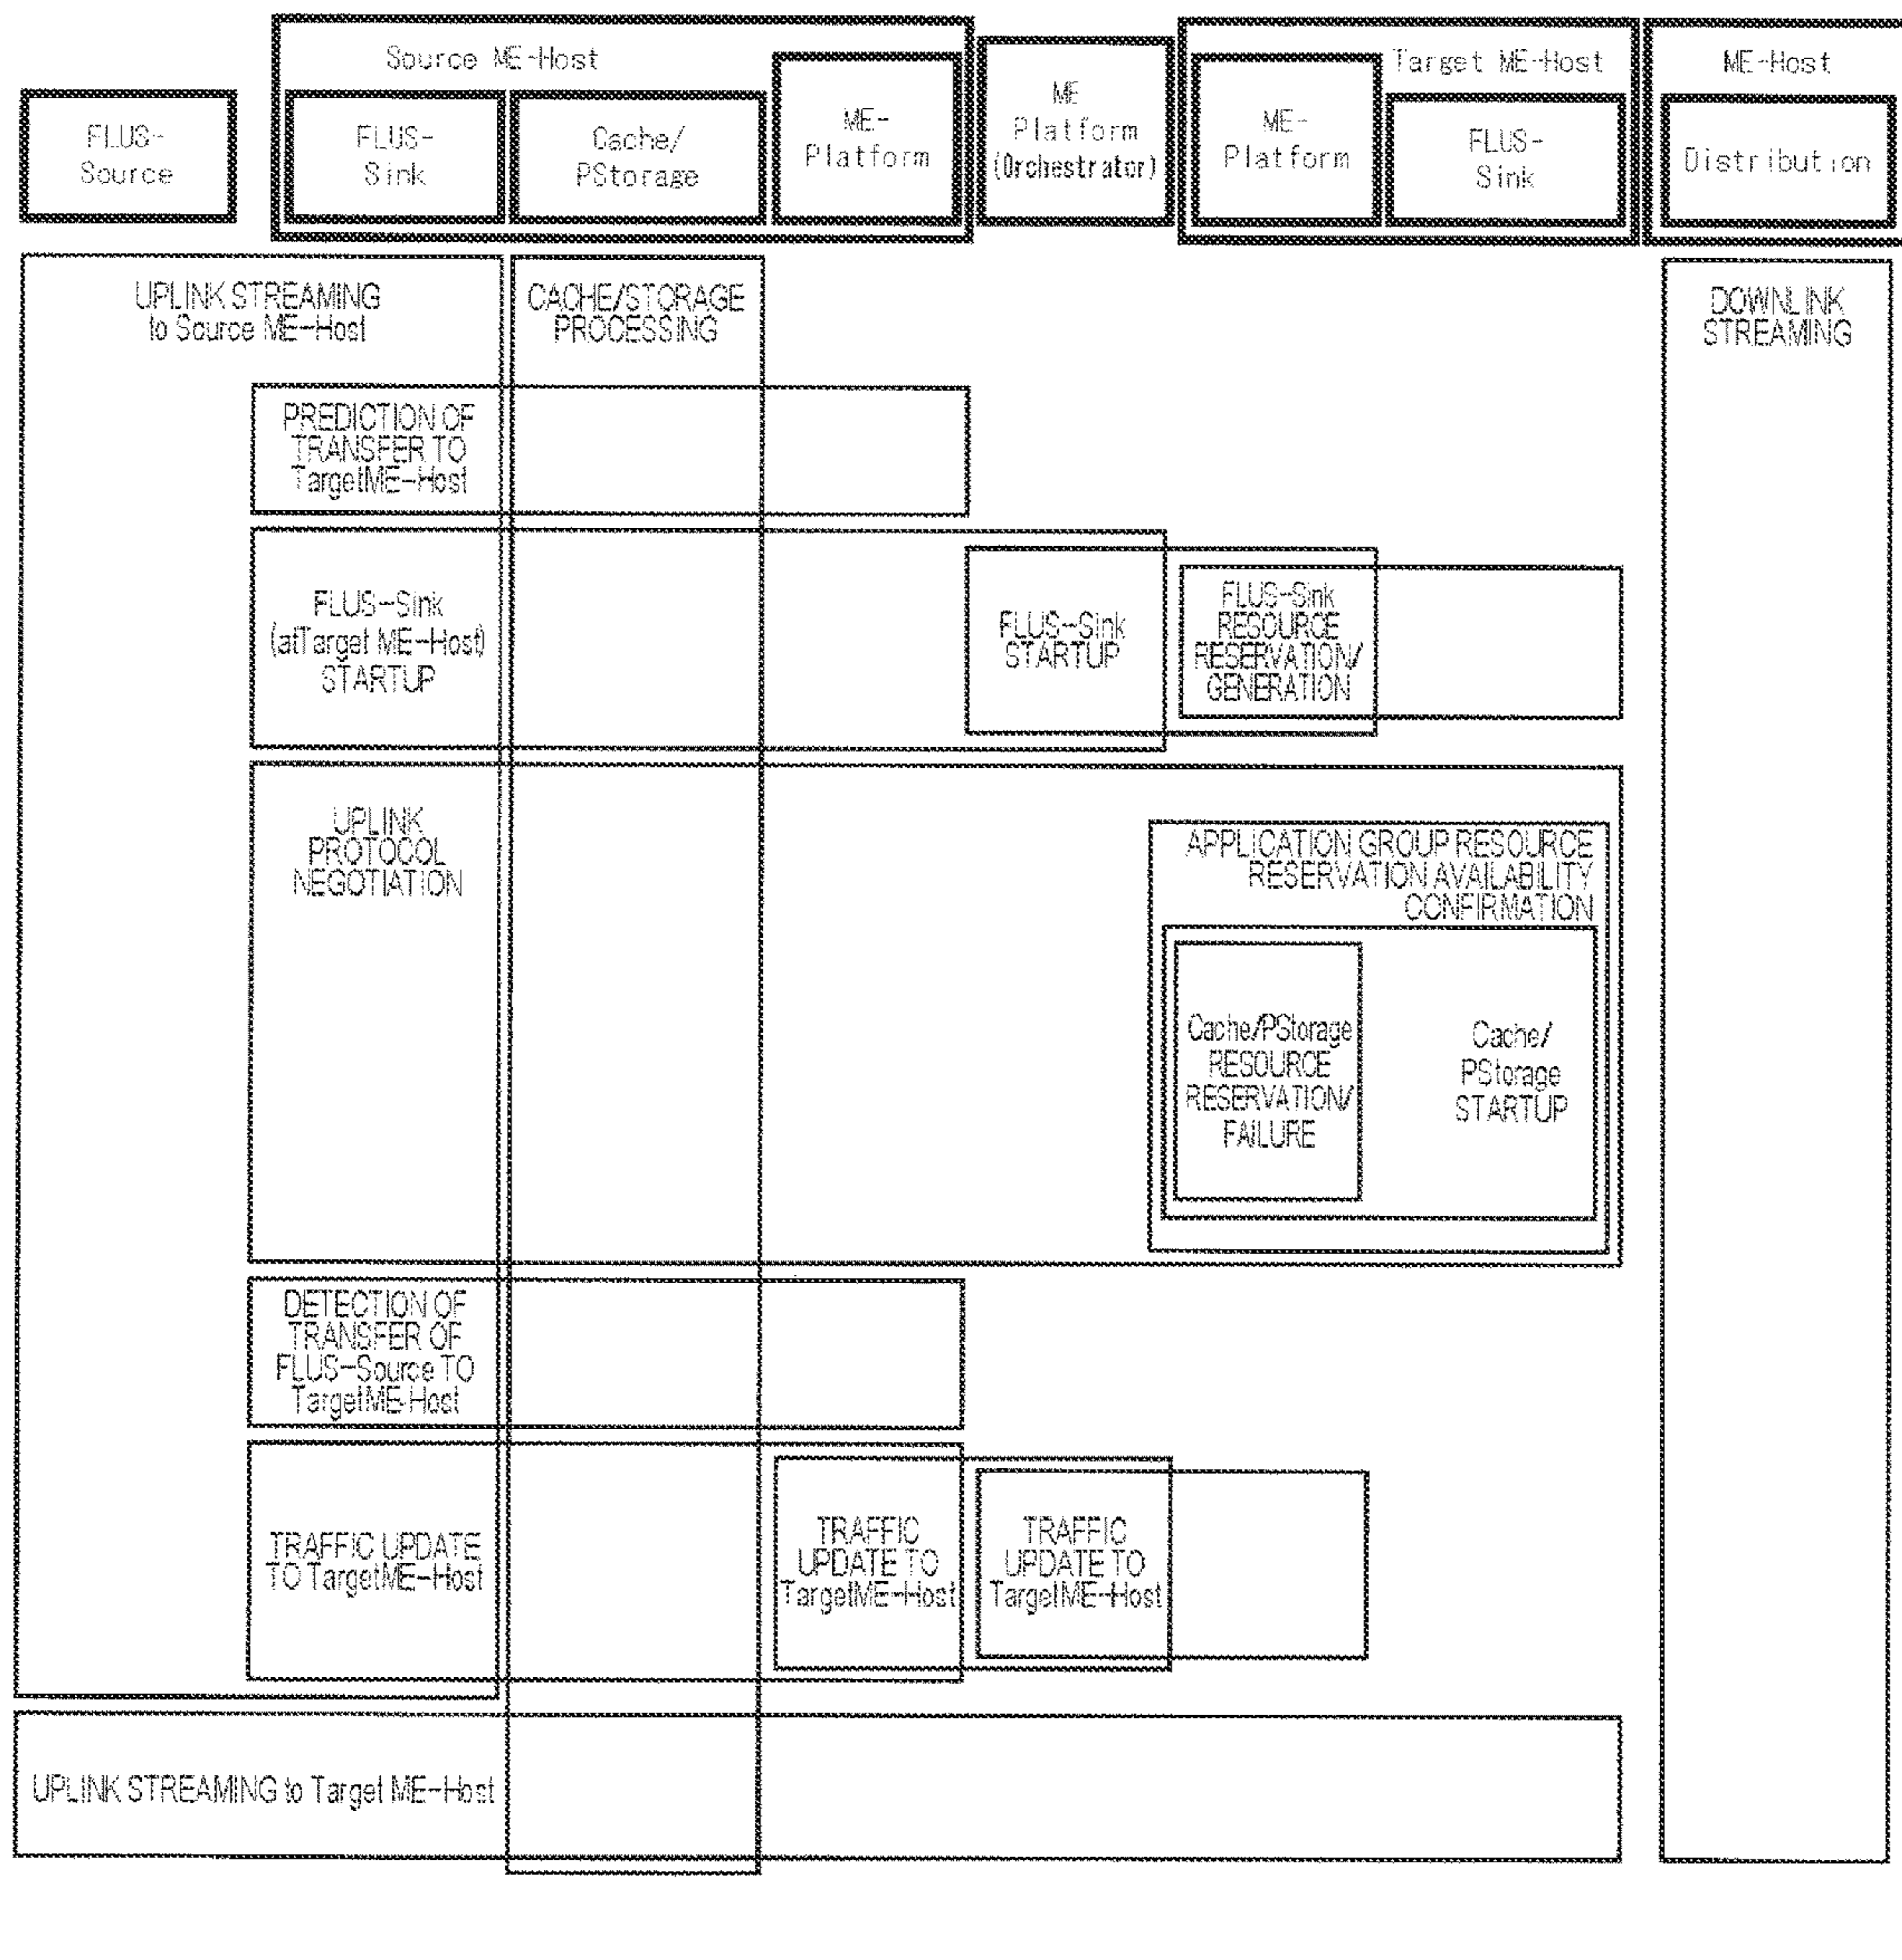 Source ME-Host
Target ME-Host
ME-Host
FLUS-
Source
FLUS-
Sink
Cache/
PStorage
ME-
Platform
ME
Platform
(Orchestrator)
ME-
Platform
FLUS-
Sink
Distribution
UPLINK STREAMING
to Source ME-Host
CACHE/STORAGE
PROCESSING
DOWNLINK
STREAMING
PREDICTION OF
TRANSFER TO
TargetME-Host
FLUS-Sink
(atTarget ME-Host)
STARTUP
FLUS-Sink
STARTUP
FLUS-Sink
RESOURCE
RESERVATION/
GENERATION
UPLINK
PROTOCOL
NEGOTIATION
APPLICATION GROUP RESOURCE
RESERVATION AVAILABILITY
CONFIRMATION
Cache/PStorage
RESOURCE
RESERVATION/
FAILURE
Cache/
PStorage
STARTUP
DETECTION OF
TRANSFER OF
FLUS-Source TO
TargetME-Host
TRAFFIC UPDATE
TO TargetME-Host
TRAFFIC
UPDATE TO
TargetME-Host
TRAFFIC
UPDATE TO
TargetME-Host
UPLINK STREAMING to Target ME-Host